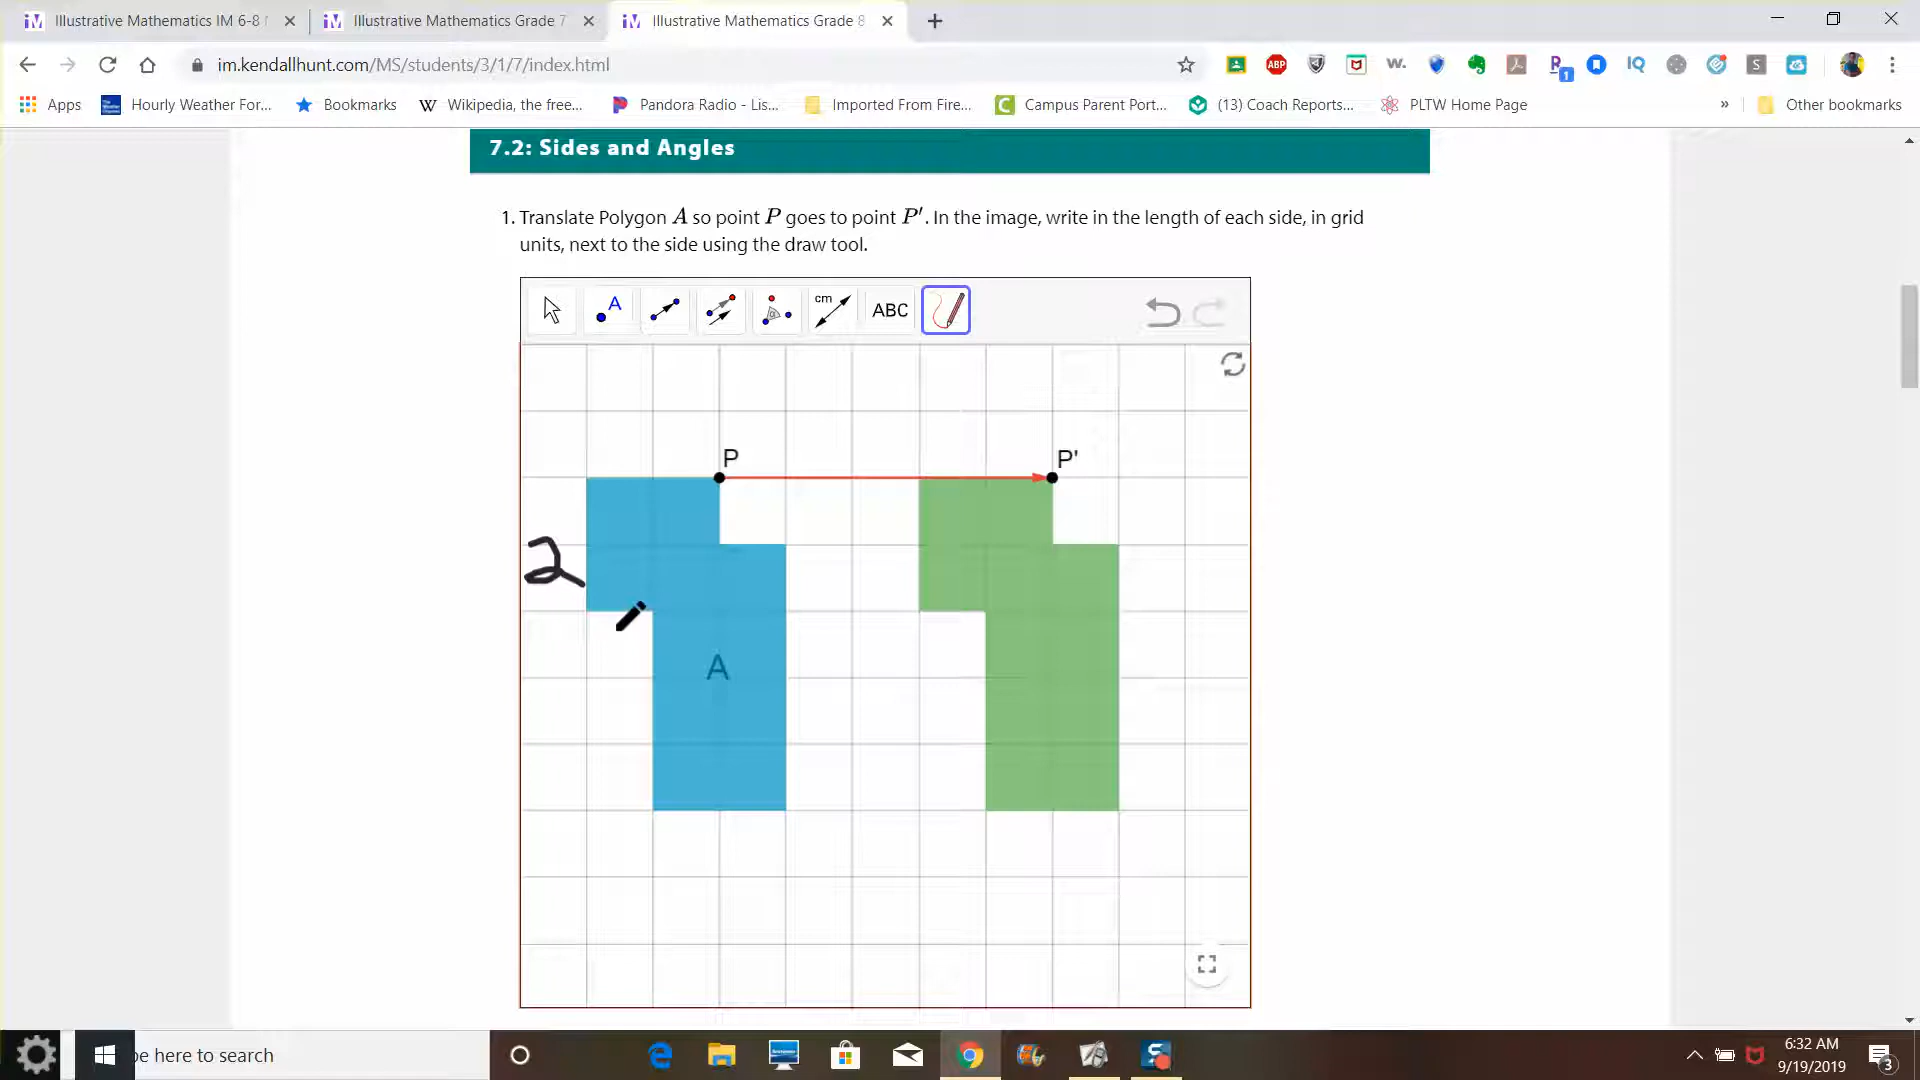 Illustrative Mathematics IM 6-8
Illustrative Mathematics Grade 7
Illustrative Mathematics Grade 8
im.kendallhunt.com/MS/students/3/1/7/index.html
Apps
Hourly Weather For...
Bookmarks
Wikipedia, the free...
Pandora Radio - Lis...
Imported From Fire...
Campus Parent Port...
(13) Coach Reports...
PLTW Home Page
»
Other bookmarks
7.2: Sides and Angles
1. Translate Polygon A so point P goes to point P′. In the image, write in the length of each side, in grid
units, next to the side using the draw tool.
A
cm
ABC
P
P'
2
A
pe here to search
6:32 AM
9/19/2019
3